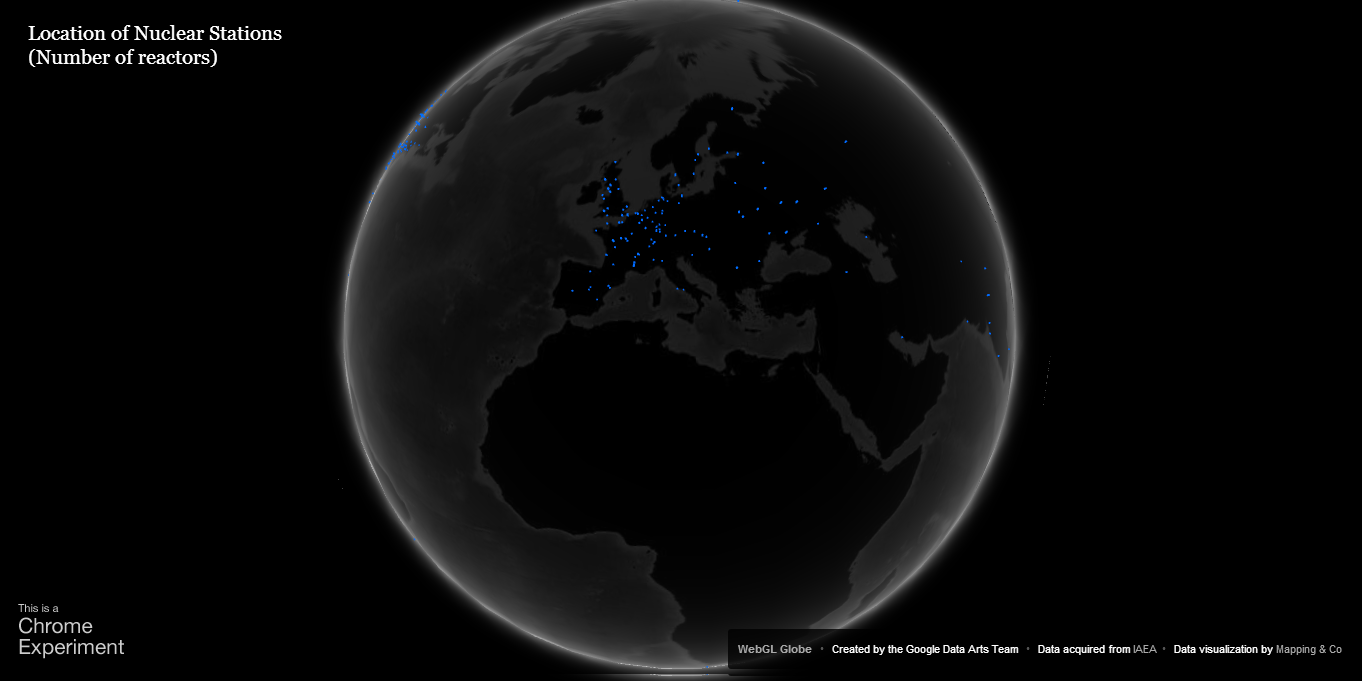 Location of Nuclear Stations
(Number of reactors)
This is a
Chrome
Experiment
WebGL Globe • Created by the Google Data Arts Team • Data acquired from IAEA • Data visualization by Mapping & Co